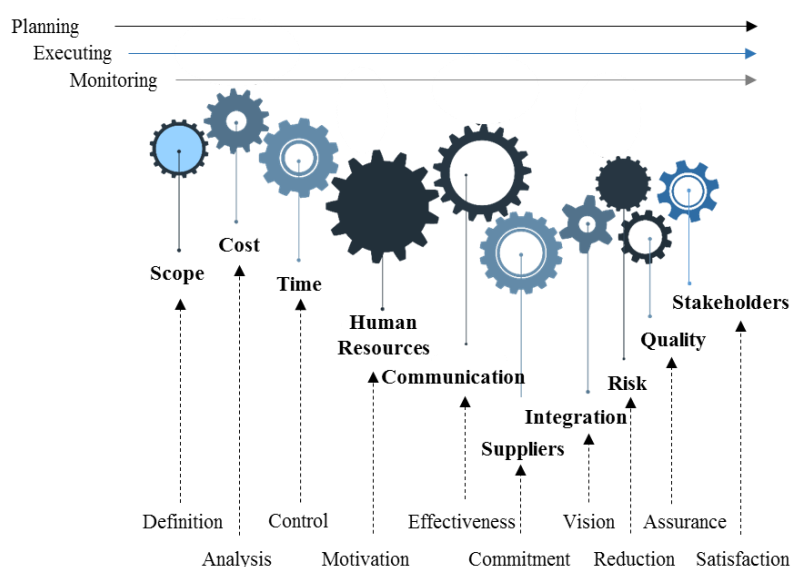 Planning
Executing
Monitoring
Cost
Scope
Time
Stakeholders
Human
Resources
Quality
Communication
Risk
Integration
Suppliers
Definition
Control
Effectiveness
Vision
Assurance
Analysis
Motivation
Commitment
Reduction
Satisfaction